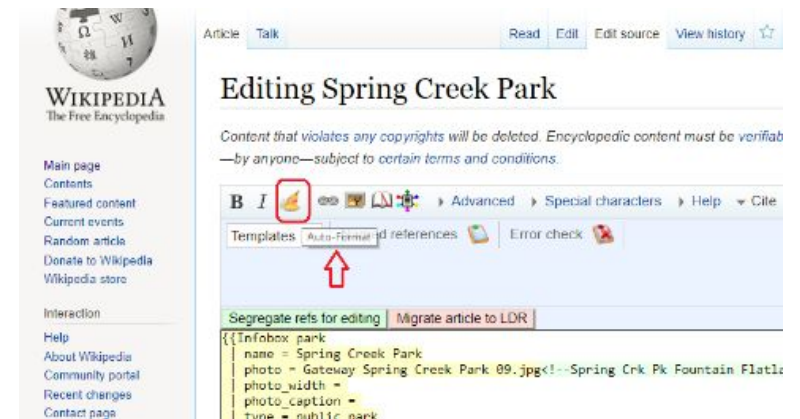 WIKIPEDIA
The Free Encyclopedia
Main page
Contents
Featured content
Current events
Random article
Donate to Wikipedia
Wikipedia store
Interaction
Help
About Wikipedia
Community portal
Recent changes
Contact page
Article Talk Read Edit Edit source View history
Editing Spring Creek Park
Content that violates any copyrights will be deleted. Encyclopedic content must be verifiab
—by anyone—subject to certain terms and conditions.
B I Advanced Special characters Help Cite
Templates Auto-Format d references Error check
Segregate refs for editing Migrate article to LDR
{{Infobox park
| name = Spring Creek Park
| photo = Gateway Spring Creek Park 09.jpg<!--Spring Crk Pk Fountain Flatla
| photo_width =
| photo_caption =
| type = public park